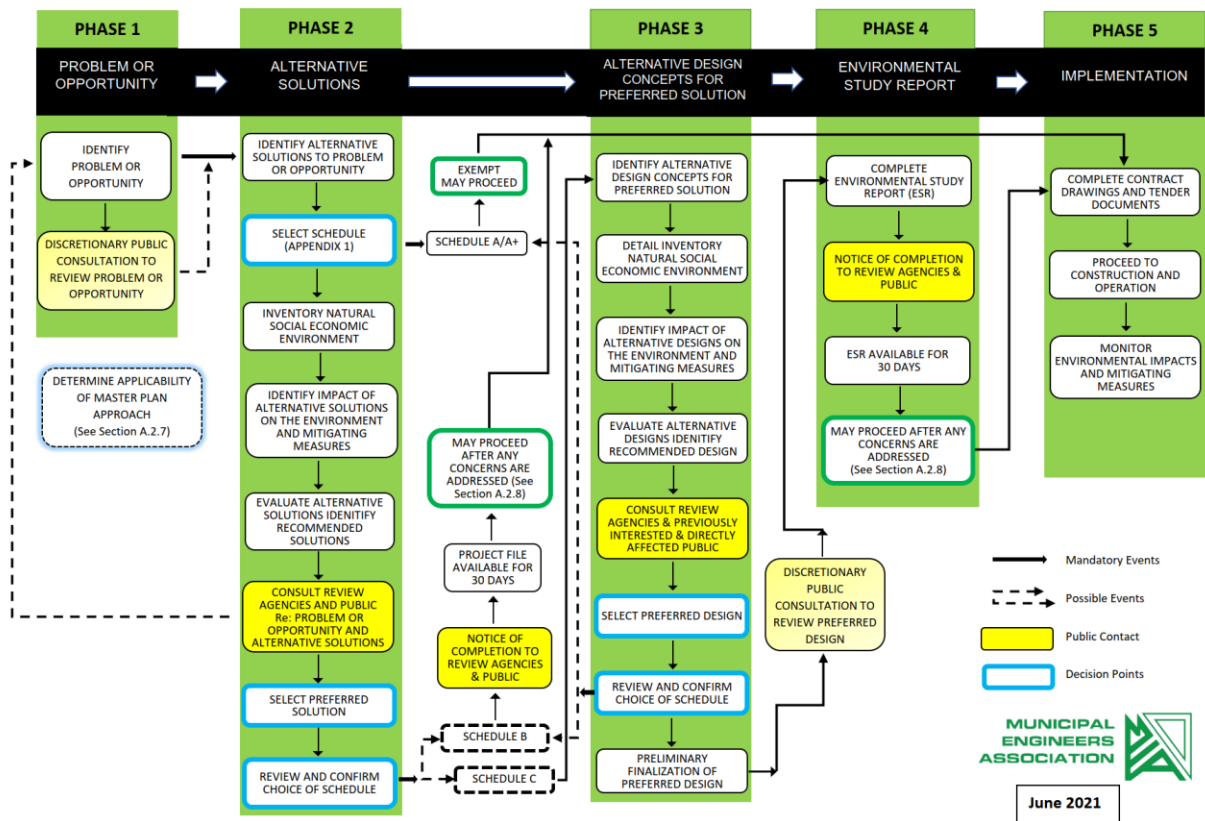 PHASE 1
PROBLEM OR
OPPORTUNITY
IDENTIFY
PROBLEM OR
OPPORTUNITY
DISCRETIONARY PUBLIC
CONSULTATION TO
REVIEW PROBLEM OR
OPPORTUNITY
DETERMINE APPLICABILITY
OF MASTER PLAN
APPROACH
(See Section A.2.7)
PHASE 2
ALTERNATIVE
SOLUTIONS
IDENTIFY ALTERNATIVE
SOLUTIONS TO PROBLEM
OR OPPORTUNITY
SELECT SCHEDULE
(APPENDIX 1)
INVENTORY NATURAL
SOCIAL ECONOMIC
ENVIRONMENT
IDENTIFY IMPACT OF
ALTERNATIVE SOLUTIONS
ON THE ENVIRONMENT
AND MITIGATING
MEASURES
EVALUATE ALTERNATIVE
SOLUTIONS IDENITIFY
RECOMMENDED
SOLUTIONS
CONSULT REVIEW
AGENCIES AND PUBLIC
Re: PROBLEM OR
OPPORTUNITY AND
ALTERNATIVE SOLUTIONS
SELECT PREFERRED
SOLUTION
REVIEW AND CONFIRM
CHOICE OF SCHEDULE
EXEMPT
MAY PROCEED
SCHEDULE A/A+
MAY PROCEED
AFTER ANY
CONCERNS ARE
ADDRESSED (See
Section A.2.8)
PROJECT FILE
AVAILABLE FOR
30 DAYS
NOTICE OF
COMPLETION TO
REVIEW AGENCIES
& PUBLIC
SCHEDULE B
SCHEDULE C
PHASE 3
ALTERNATIVE DESIGN
CONCEPTS FOR
PREFERRED SOLUTION
IDENTIFY ALTERNATIVE
DESIGN CONCEPTS FOR
PREFERRED SOLUTION
DETAIL INVENTORY
NATURAL SOCIAL
ECONOMIC ENVIRONMENT
IDENTIFY IMPACT OF
ALTERNATIVE DESIGNS ON
THE ENVIRONMENT AND
MITIGATING MEASURES
EVALUATE ALTERNATIVE
DESIGNS IDENTIFY
RECOMMENDED DESIGN
CONSULT REVIEW
AGENCIES & PREVIOUSLY
INTERESTED & DIRECTLY
AFFECTED PUBLIC
SELECT PREFERRED DESIGN
REVIEW AND CONFIRM
CHOICE OF SCHEDULE
PRELIMINARY
FINALIZATION OF
PREFERRED DESIGN
DISCRETIONARY
PUBLIC
CONSULTATION TO
REVIEW PREFERRED
DESIGN
PHASE 4
ENVIRONMENTAL
STUDY REPORT
COMPLETE
ENVIRONMENTAL STUDY
REPORT (ESR)
NOTICE OF COMPLETION
TO REVIEW AGENCIES &
PUBLIC
ESR AVAILABLE FOR
30 DAYS
MAY PROCEED AFTER ANY
CONCERNS ARE
ADDRESSED
(See Section A.2.8)
PHASE 5
IMPLEMENTATION
COMPLETE CONTRACT
DRAWINGS AND TENDER
DOCUMENTS
PROCEED TO
CONSTRUCTION AND
OPERATION
MONITOR
ENVIRONMENTAL IMPACTS
AND MITIGATING
MEASURES
Mandatory Events
Possible Events
Public Contact
Decision Points
MUNICIPAL
ENGINEERS
ASSOCIATION
June 2021